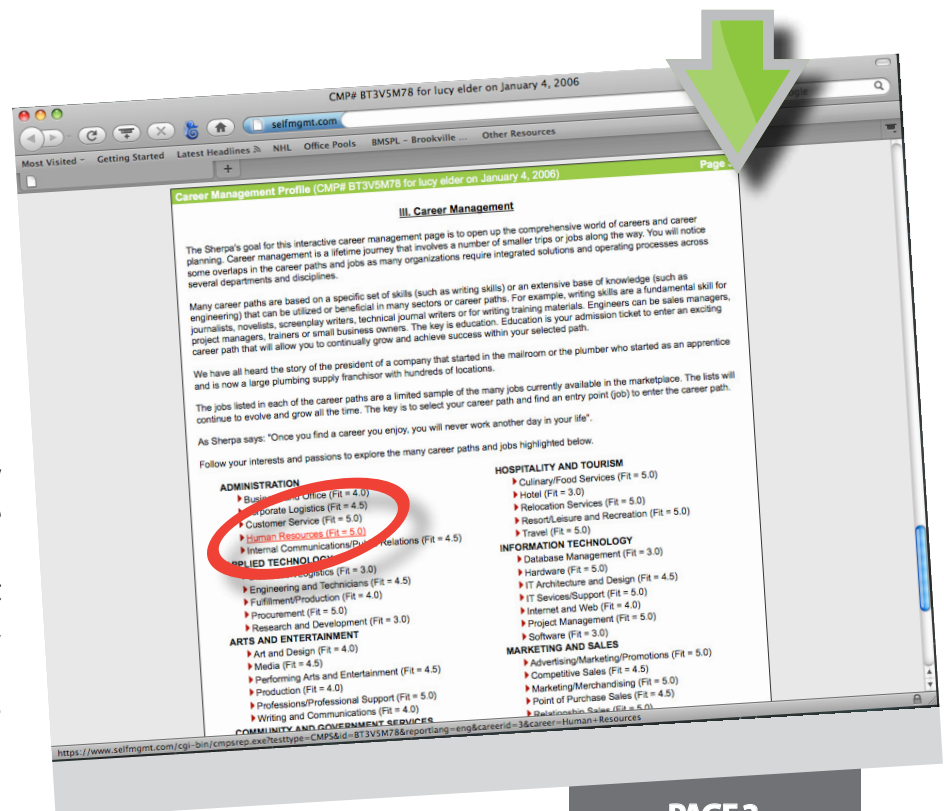 CMP# BT3V5M78 for lucy elder on January 4, 2006
selfmgmt.com
Most Visited Getting Started Latest Headlines NHL Office Pools BMSPL - Brookville ... Other Resources
+
Career Management Profile (CMP# BT3V5M78 for lucy elder on January 4, 2006) Page
III. Career Management
The Sherpa's goal for this interactive career management page is to open up the comprehensive world of careers and career
planning. Career management is a lifetime journey that involves a number of smaller trips or jobs along the way. You will notice
some overlaps in the career paths and jobs as many organizations require integrated solutions and operating processes across
several departments and disciplines.
Many career paths are based on a specific set of skills (such as writing skills) or an extensive base of knowledge (such as
engineering) that can be utilized or beneficial in many sectors or career paths. For example, writing skills are a fundamental skill for
journalists, novelists, screenplay writers, technical journal writers or for writing training materials. Engineers can be sales managers,
project managers, trainers or small business owners. The key is education. Education is your admission ticket to enter an exciting
career path that will allow you to continually grow and achieve success within your selected path.
We have all heard the story of the president of a company that started in the mailroom or the plumber who started as an apprentice
and is now a large plumbing supply franchisor with hundreds of locations.
The jobs listed in each of the career paths are a limited sample of the many jobs currently available in the marketplace. The lists will
continue to evolve and grow all the time. The key is to select your career path and find an entry point (job) to enter the career path.
As Sherpa says: "Once you find a career you enjoy, you will never work another day in your life".
Follow your interests and passions to explore the many career paths and jobs highlighted below.
ADMINISTRATION
Business and Office (Fit = 4.0)
Corporate Logistics (Fit = 4.5)
Customer Service (Fit = 5.0)
Human Resources (Fit = 5.0)
Internal Communications/Public Relations (Fit = 4.5)
APPLIED TECHNOLOGY
Logistics (Fit = 3.0)
Engineering and Technicians (Fit = 4.5)
Fulfillment/Production (Fit = 4.0)
Procurement (Fit = 5.0)
Research and Development (Fit = 3.0)
ARTS AND ENTERTAINMENT
Art and Design (Fit = 4.0)
Media (Fit = 4.5)
Performing Arts and Entertainment (Fit = 4.5)
Production (Fit = 4.0)
Professions/Professional Support (Fit = 5.0)
Writing and Communications (Fit = 4.0)
COMMUNITY AND GOVERNMENT SERVICES
HOSPITALITY AND TOURISM
Culinary/Food Services (Fit = 5.0)
Hotel (Fit = 3.0)
Relocation Services (Fit = 5.0)
Resort/Leisure and Recreation (Fit = 5.0)
Travel (Fit = 5.0)
INFORMATION TECHNOLOGY
Database Management (Fit = 3.0)
Hardware (Fit = 5.0)
IT Architecture and Design (Fit = 4.5)
IT Sevices/Support (Fit = 5.0)
Internet and Web (Fit = 4.0)
Project Management (Fit = 5.0)
Software (Fit = 3.0)
MARKETING AND SALES
Advertising/Marketing/Promotions (Fit = 5.0)
Competitive Sales (Fit = 4.5)
Marketing/Merchandising (Fit = 5.0)
Point of Purchase Sales (Fit = 4.5)
Relationship Sales (Fit = 5.0)
https://www.selfmgmt.com/cgi-bin/cmpsrep.exe?testtype=CMPS&id=BT3V5M78&reportlang=eng&careerid=3&career=Human+Resources